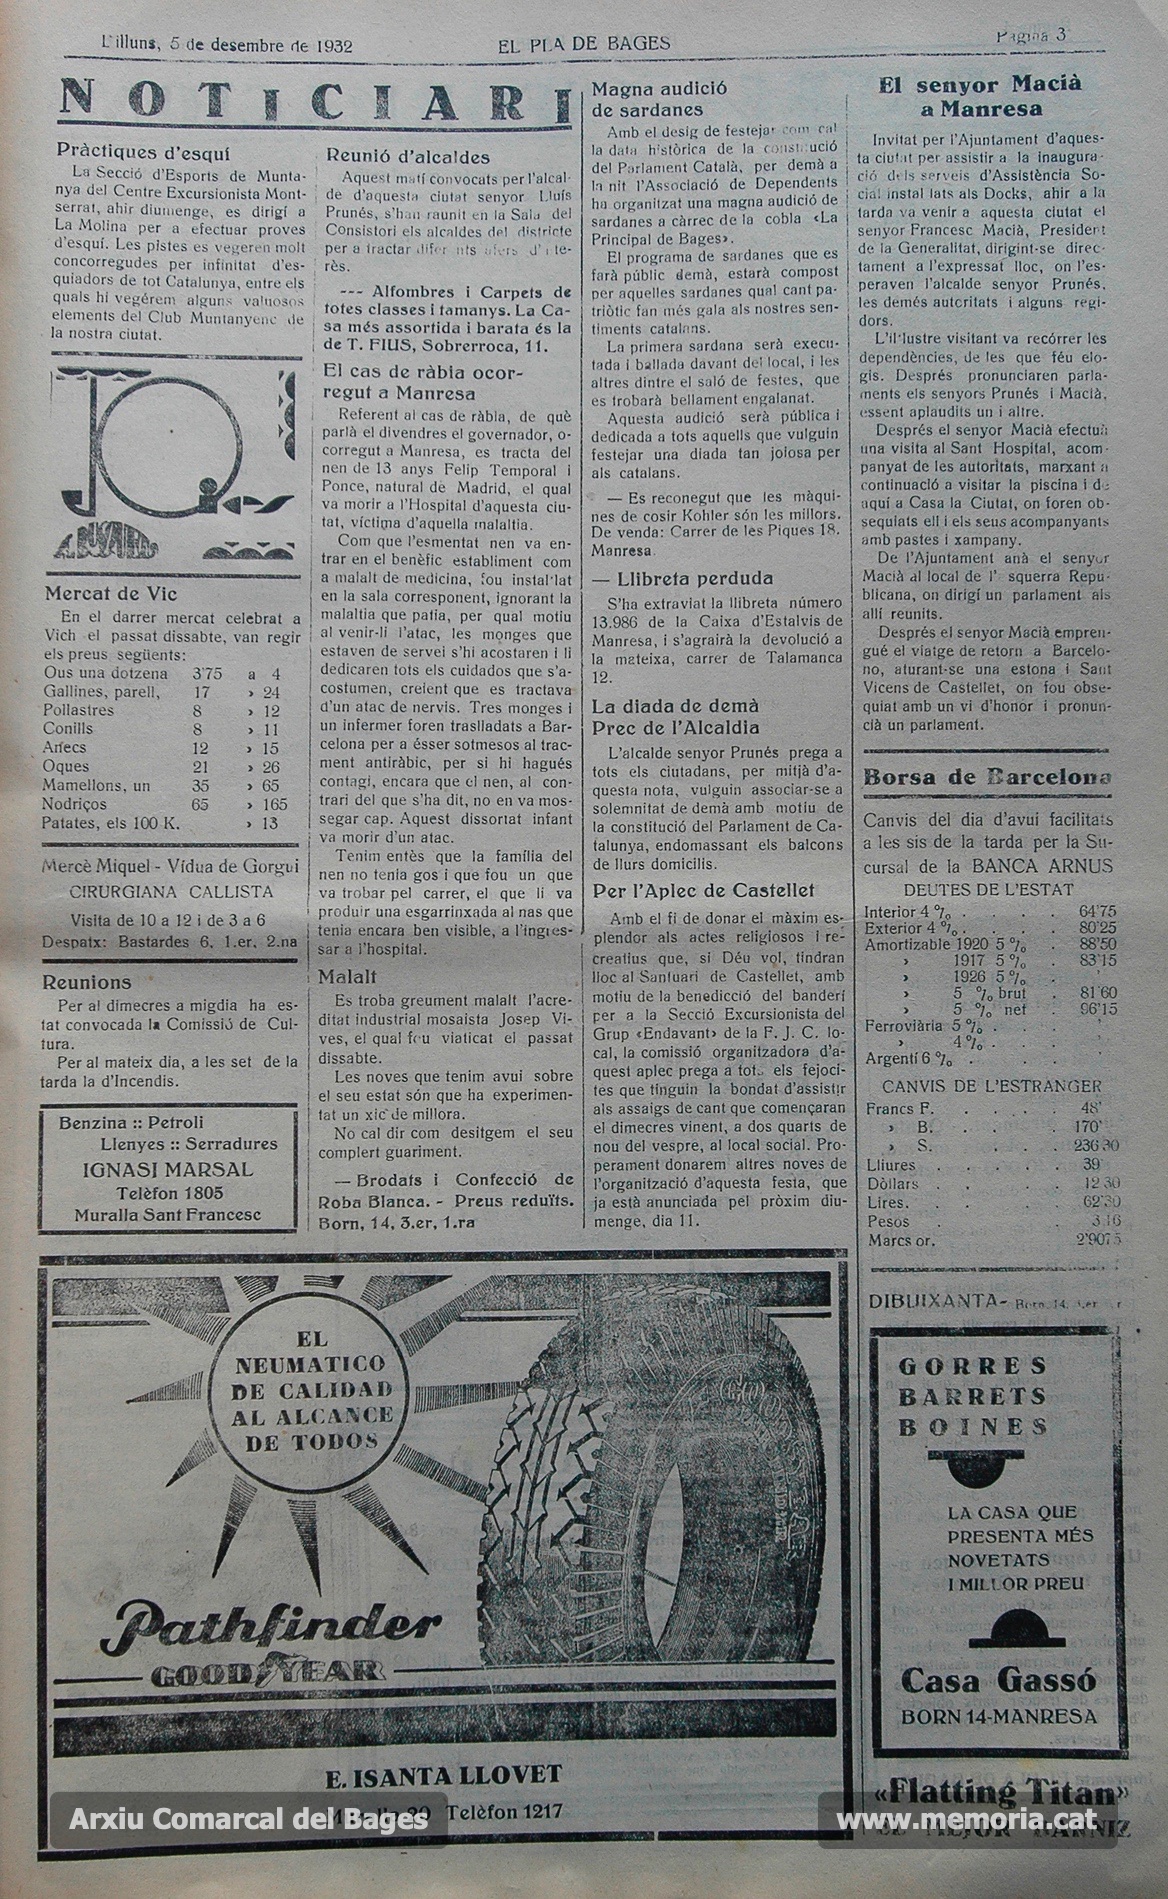 Dilluns, 5 de desembre de 1932
EL PLA DE BAGES
Pàgina 3
NOTICIARI
Pràctiques d'esquí
La Secció d'Esports de Munta-
nya del Centre Excursionista Mont-
serrat, ahir diumenge, es dirigí a
La Molina per a efectuar proves
d'esquí. Les pistes es vegeren molt
concorregudes per infinitat d'es-
quiadors de tot Catalunya, entre els
quals hi vegérem alguns valuosos
elements del Club Muntanyenc de
la nostra ciutat.
Mercat de Vic
En el darrer mercat celebrat a
Vich el passat dissabte, van regir
els preus següents:
Ous una dotzena 3'75 a 4
Gallines, parell, 17 › 24
Pollastres 8 › 12
Conills 8 › 11
Anecs 12 › 15
Oques 21 › 26
Mamellons, un 35 › 65
Nodriços 65 › 165
Patates, els 100 K. › 13
Mercè Miquel - Vídua de Gorgui
CIRURGIANA CALLISTA
Visita de 10 a 12 i de 3 a 6
Despatx: Bastardes 6, 1.er, 2.na
Reunions
Per al dimecres a migdia ha es-
tat convocada la Comissió de Cul-
tura.
Per al mateix dia, a les set de la
tarda la d'Incendis.
Benzina :: Petroli
Llenyes :: Serradures
IGNASI MARSAL
Telèfon 1805
Muralla Sant Francesc
Reunió d'alcaldes
Aquest matí convocats per l'alcal-
de d'aquesta ciutat senyor Lluís
Prunés, s'han raunit en la Sala del
Consistori els alcaldes del districte
per a tractar diferents afers d'inte-
rès.
--- Alfombres i Carpets de
totes classes i tamanys. La Ca-
sa més assortida i barata és la
de T. FIUS, Sobrerroca, 11.
El cas de ràbia ocor-
regut a Manresa
Referent al cas de ràbla, de què
parlà el divendres el governador, o-
corregut a Manresa, es tracta del
nen de 13 anys Felip Temporal i
Ponce, natural de Madrid, el qual
va morir a l'Hospital d'aquesta ciu-
tat, víctima d'aquella malaltia.
Com que l'esmentat nen va en-
trar en el benèfic establiment com
a malalt de medicina, fou instal·lat
en la sala corresponent, ignorant la
malaltia que patia, per qual motiu
al venir-li l'atac, les monges que
estaven de servei s'hi acostaren i li
dedicaren tots els cuidados que s'a-
costumen, creient que es tractava
d'un atac de nervis. Tres monges i
un infermer foren traslladats a Bar-
celona per a ésser sotmesos al trac-
ment antiràbic, per si hi hagués
contagi, encara que el nen, al con-
trari del que s'ha dit, no en va mos-
segar cap. Aquest dissortat infant
va morir d'un atac.
Tenim entès que la família del
nen no tenia gos i que fou un que
va trobar pel carrer, el que li va
produir una esgarrinxada al nas que
tenia encara ben visible, a l'ingres-
sar a l'hospital.
Malalt
Es troba greument malalt l'acre-
ditat industrial mosaista Josep Vi-
ves, el qual fou viaticat el passat
dissabte.
Les noves que tenim avui sobre
el seu estat són que ha experimen-
tat un xic de millora.
No cal dir com desitgem el seu
complert guariment.
— Brodats i Confecció de
Roba Blanca. - Preus reduïts.
Born, 14, 3.er, 1.ra
Magna audició
de sardanes
Amb el desig de festejar com cal
la data històrica de la constitució
del Parlament Català, per demà a
la nit l'Associació de Dependents
ha organitzat una magna audició de
sardanes a càrrec de la cobla «La
Principal de Bages».
El programa de sardanes que es
farà públic demà, estarà compost
per aquelles sardanes qual cant pa-
triòtic fan més gala als nostres sen-
timents catalans.
La primera sardana serà execu-
tada i ballada davant del local, i les
altres dintre el saló de festes, que
es trobarà bellament engalanat.
Aquesta audició serà pública i
dedicada a tots aquells que vulguin
festejar una diada tan joiosa per
als catalans.
— Es reconegut que les màqui-
nes de cosir Kohler són les millors.
De venda: Carrer de les Piques 18.
Manresa.
— Llibreta perduda
S'ha extraviat la llibreta número
13.986 de la Caixa d'Estalvis de
Manresa, i s'agrairà la devolució a
la mateixa, carrer de Talamanca
12.
La diada de demà
Prec de l'Alcaldia
L'alcalde senyor Prunés prega a
tots els ciutadans, per mitjà d'a-
questa nota, vulguin associar-se a
solemnitat de demà amb motiu de
la constitució del Parlament de Ca-
talunya, endomassant els balcons
de llurs domicilis.
Per l'Aplec de Castellet
Amb el fi de donar el màxim es-
plendor als actes religiosos i re-
creatius que, si Déu vol, tindran
lloc al Santuari de Castellet, amb
motiu de la benedicció del banderí
per a la Secció Excursionista del
Grup «Endavant» de la F. J. C. lo-
cal, la comissió organitzadora d'a-
quest aplec prega a tots els fejocis-
tes que tinguin la bondat d'assistir
als assaigs de cant que començaran
el dimecres vinent, a dos quarts de
nou del vespre, al local social. Pro-
perament donarem altres noves de
l'organització d'aquesta festa, que
ja està anunciada pel pròxim diu-
menge, dia 11.
El senyor Macià
a Manresa
Invitat per l'Ajuntament d'aques-
ta ciutat per assistir a la inaugura-
ció dels serveis d'Assistència So-
cial instal·lats als Docks, ahir a la
tarda va venir a aquesta ciutat el
senyor Francesc Macià, President
de la Generalitat, dirigint-se direc-
tament a l'expressat lloc, on l'es-
peraven l'alcalde senyor Prunés,
les demés autoritats i alguns regi-
dors.
L'il·lustre visitant va recórrer les
dependències, de les que féu elo-
gis. Després pronunciaren parla-
ments els senyors Prunés i Macià,
essent aplaudits un i altre.
Després el senyor Macià efectuà
una visita al Sant Hospital, acom-
panyat de les autoritats, marxant a
continuació a visitar la piscina i de
aquí a Casa la Ciutat, on foren ob-
sequiats ell i els seus acompanyants
amb pastes i xampany.
De l'Ajuntament anà el senyor
Macià al local de l' squerra Repu-
blicana, on dirigí un parlament als
allí reunits.
Després el senyor Macià empren-
gué el viatge de retorn a Barcelo-
no, aturant-se una estona i Sant
Vicens de Castellet, on fou obse-
quiat amb un vi d'honor i pronun-
cià un parlament.
Borsa de Barcelona
Canvis del dia d'avui facilitats
a les sis de la tarda per la Su-
cursal de la BANCA ARNUS
DEUTES DE L'ESTAT
Interior 4 % . . . . 64'75
Exterior 4 % . . . . 80'25
Amortizable 1920 5 % . 88'50
› 1917 5 % . 83'15
› 1926 5 % . '
› 5 % brut . 81'60
› 5 % net . 96'15
Ferroviària 5 % . . . '
› 4 % . . . '
Argentí 6 % . . . '
CANVIS DE L'ESTRANGER
Francs F. . . . . 48'
› B. . . . 170'
› S. . . . 236'30
Lliures . . . . 39'
Dòllars . . . . 12'30
Lires. . . . . 62'30
Pesos . . . . 3'16
Marcs or. . . . 2'9075
DIBUIXANTA- Born, 14,
GORRES
BARRETS
BOINES
LA CASA QUE
PRESENTA MÉS
NOVETATS
I MILLOR PREU
Casa Gassó
BORN 14-MANRESA
«Flatting Titan»
EL MEJOR BARNIZ
EL
NEUMATICO
DE CALIDAD
AL ALCANCE
DE TODOS
Pathfinder
GOODYEAR
E. ISANTA LLOVET
Telèfon 1217
Arxiu Comarcal del Bages
www.memoria.cat